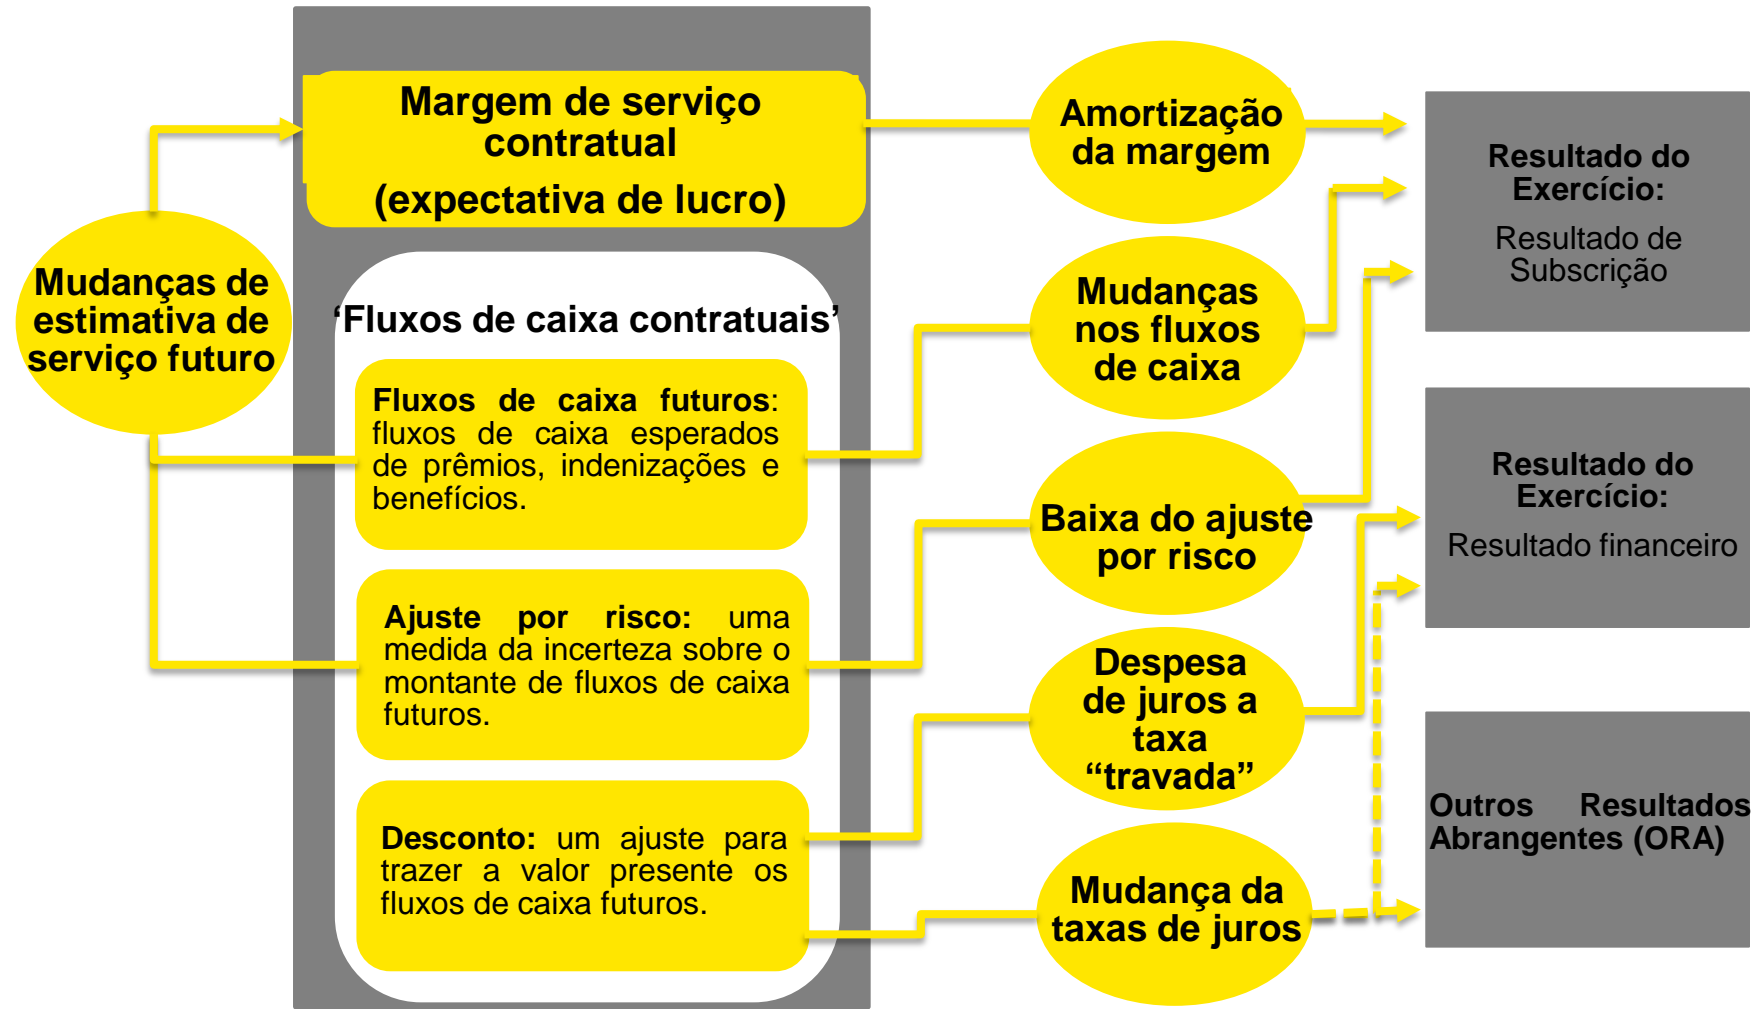 Margem de serviço
contratual
(expectativa de lucro)
Mudanças de
estimativa de
serviço futuro
‘Fluxos de caixa contratuais’
Fluxos de caixa futuros:
fluxos de caixa esperados
de prêmios, indenizações e
benefícios.
Ajuste por risco: uma
medida da incerteza sobre o
montante de fluxos de caixa
futuros.
Desconto: um ajuste para
trazer a valor presente os
fluxos de caixa futuros.
Amortização
da margem
Mudanças
nos fluxos
de caixa
Baixa do ajuste
por risco
Despesa
de juros a
taxa
“travada”
Mudança da
taxas de juros
Resultado do
Exercício:
Resultado de
Subscrição
Resultado do
Exercício:
Resultado financeiro
Outros Resultados
Abrangentes (ORA)